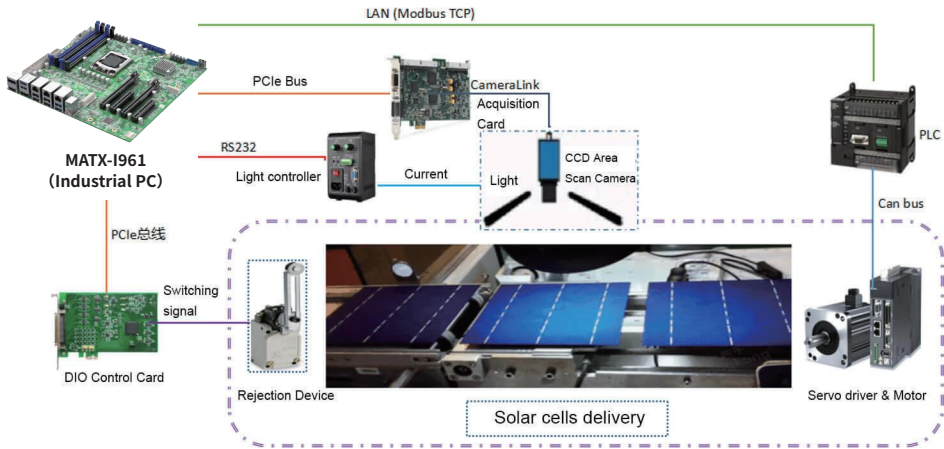 LAN (Modbus TCP)
PCIe Bus
CameraLink
Acquisition
Card
PLC
MATX-I961
（Industrial PC）
RS232
Light controller
Current
Light
CCD Area
Scan Camera
Can bus
PCIe总线
Switching
signal
DIO Control Card
Rejection Device
Servo driver & Motor
Solar cells delivery